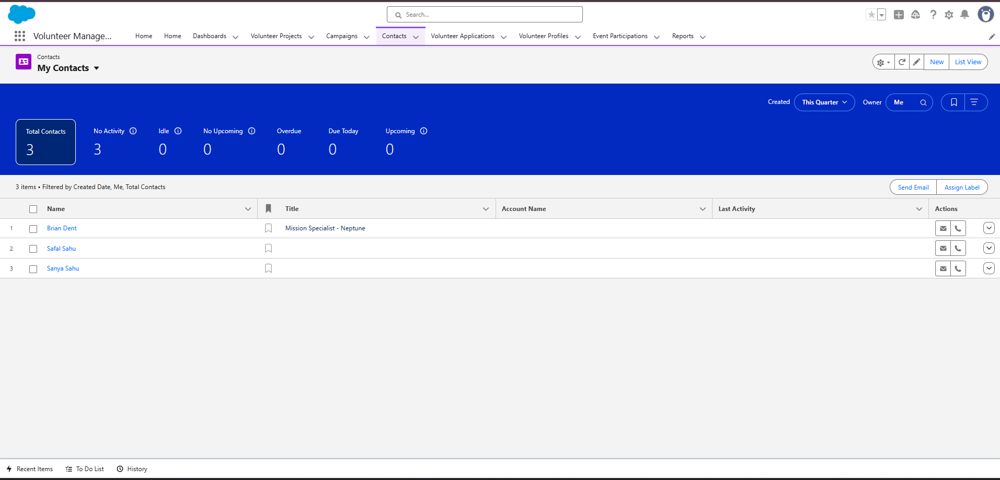 Search...
Volunteer Manage...
Home
Home
Dashboards
Volunteer Projects
Campaigns
Contacts
Volunteer Applications
Volunteer Profiles
Event Participations
Reports
Contacts
My Contacts
New
List View
Created
This Quarter
Owner
Me
Total Contacts
3
No Activity
3
Idle
0
No Upcoming
0
Overdue
0
Due Today
0
Upcoming
0
3 items • Filtered by Created Date, Me, Total Contacts
Send Email
Assign Label
Name
Title
Account Name
Last Activity
Actions
1 Brian Dent Mission Specialist - Neptune
2 Safal Sahu
3 Sanya Sahu
Recent Items
To Do List
History